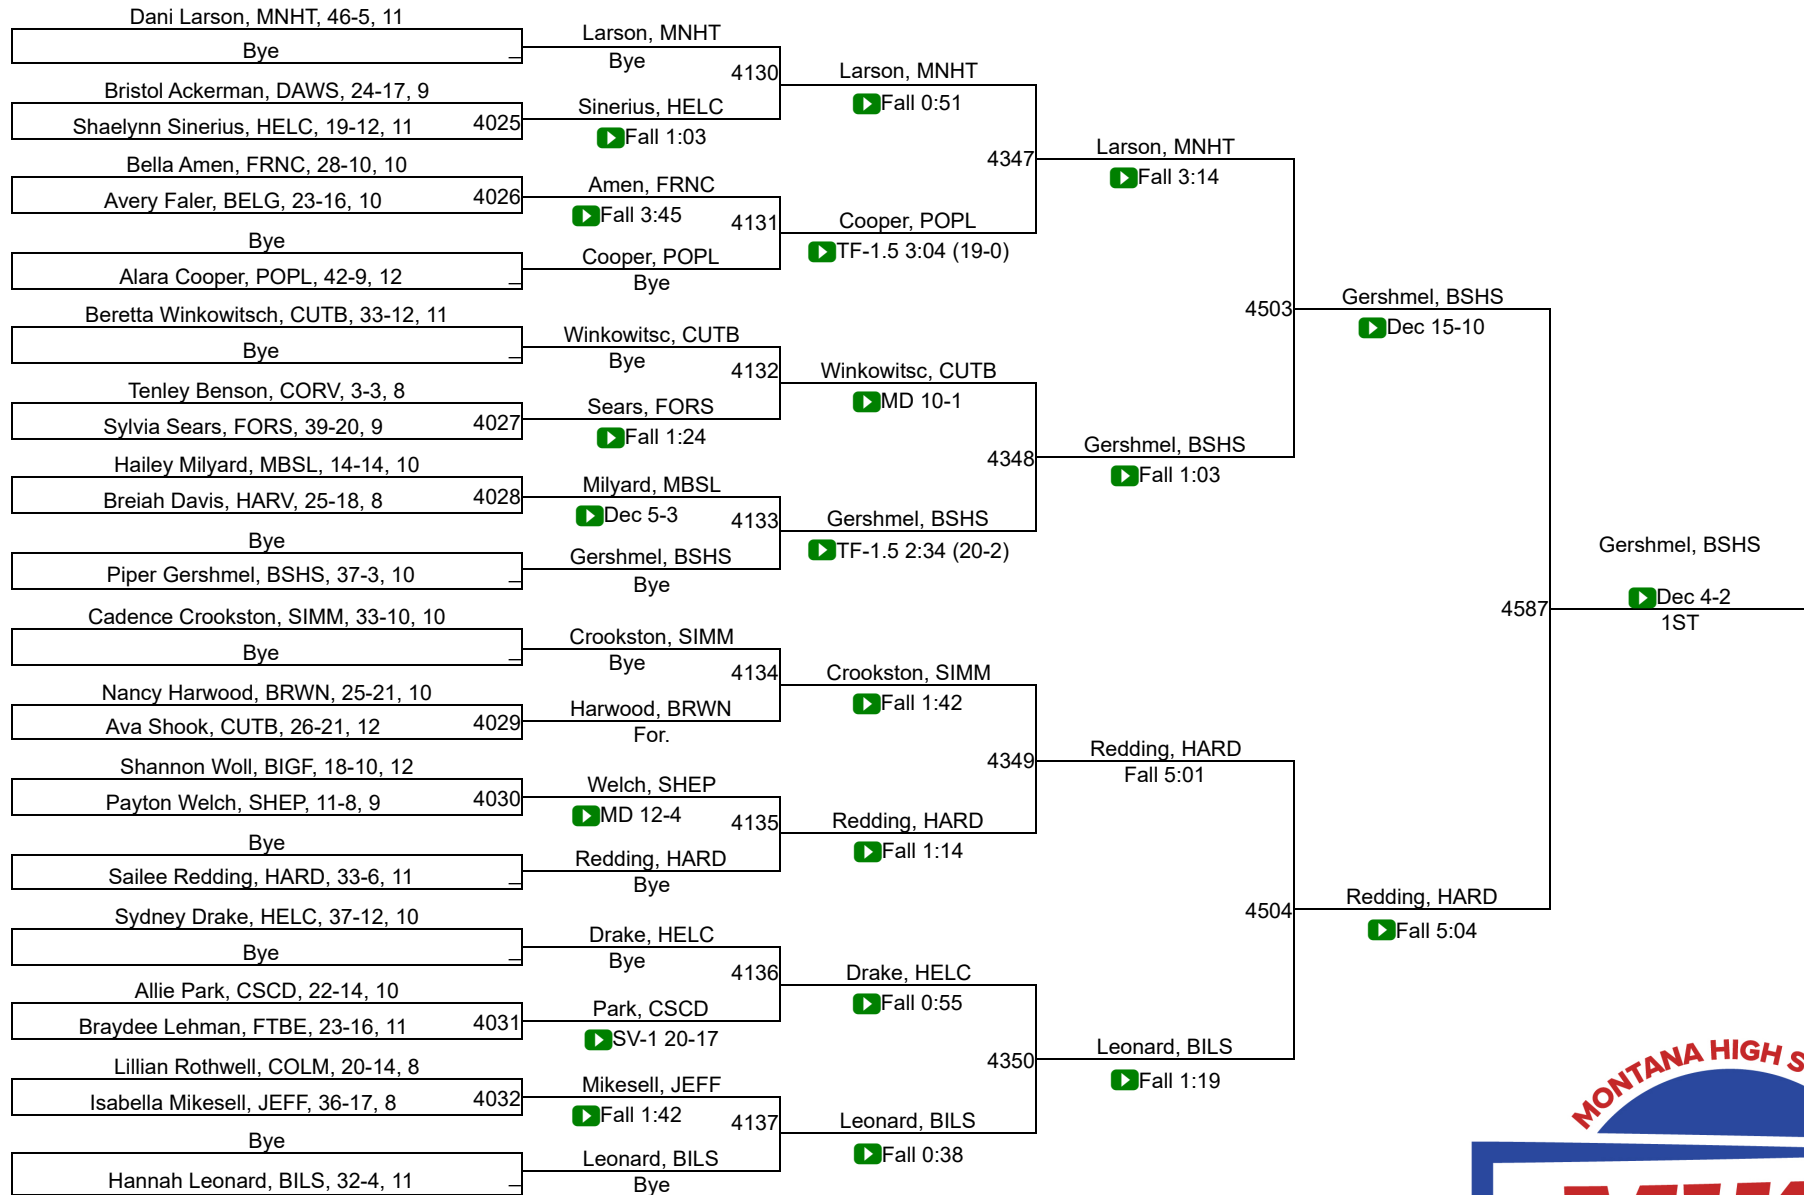 Dani Larson, MNHT, 46-5, 11
Bye
Bristol Ackerman, DAWS, 24-17, 9
Shaelynn Sinerius, HELC, 19-12, 11
4025
Bella Amen, FRNC, 28-10, 10
Avery Faler, BELG, 23-16, 10
4026
Bye
Alara Cooper, POPL, 42-9, 12
Beretta Winkowitsch, CUTB, 33-12, 11
Bye
Tenley Benson, CORV, 3-3, 8
Sylvia Sears, FORS, 39-20, 9
4027
Hailey Milyard, MBSL, 14-14, 10
Breiah Davis, HARV, 25-18, 8
4028
Bye
Piper Gershmel, BSHS, 37-3, 10
Cadence Crookston, SIMM, 33-10, 10
Bye
Nancy Harwood, BRWN, 25-21, 10
Ava Shook, CUTB, 26-21, 12
4029
Shannon Woll, BIGF, 18-10, 12
Payton Welch, SHEP, 11-8, 9
4030
Bye
Sailee Redding, HARD, 33-6, 11
Sydney Drake, HELC, 37-12, 10
Bye
Allie Park, CSCD, 22-14, 10
Braydee Lehman, FTBE, 23-16, 11
4031
Lillian Rothwell, COLM, 20-14, 8
Isabella Mikesell, JEFF, 36-17, 8
4032
Bye
Hannah Leonard, BILS, 32-4, 11
Larson, MNHT
Bye
4130
Sinerius, HELC
Fall 1:03
Amen, FRNC
Fall 3:45
4131
Cooper, POPL
Bye
Winkowitsc, CUTB
Bye
4132
Sears, FORS
Fall 1:24
Milyard, MBSL
Dec 5-3
4133
Gershmel, BSHS
Bye
Crookston, SIMM
Bye
4134
Harwood, BRWN
For.
Welch, SHEP
MD 12-4
4135
Redding, HARD
Bye
Drake, HELC
Bye
4136
Park, CSCD
SV-1 20-17
Mikesell, JEFF
Fall 1:42
4137
Leonard, BILS
Bye
Larson, MNHT
Fall 0:51
4347
Cooper, POPL
TF-1.5 3:04 (19-0)
Winkowitsc, CUTB
MD 10-1
4348
Gershmel, BSHS
TF-1.5 2:34 (20-2)
Crookston, SIMM
Fall 1:42
4349
Redding, HARD
Fall 1:14
Drake, HELC
Fall 0:55
4350
Leonard, BILS
Fall 0:38
Larson, MNHT
Fall 3:14
4503
Gershmel, BSHS
Fall 1:03
Redding, HARD
Fall 5:01
4504
Leonard, BILS
Fall 1:19
Gershmel, BSHS
Dec 15-10
4587
Redding, HARD
Fall 5:04
Gershmel, BSHS
Dec 4-2
1ST
MONTANA HIGH S